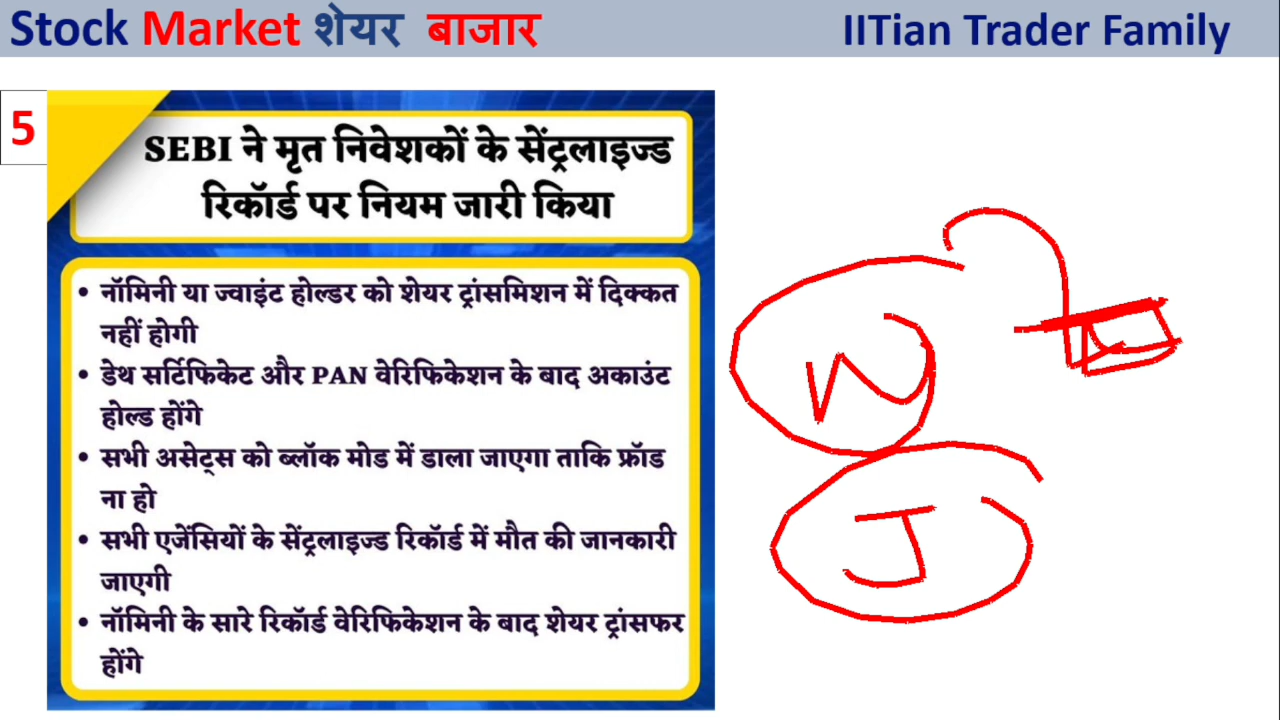 Stock Market शेयर बाजार
IITian Trader Family
5
SEBI ने मृत निवेशकों के सेंट्रलाइज्ड
रिकॉर्ड पर नियम जारी किया
• नॉमिनी या ज्वाइंट होल्डर को शेयर ट्रांसमिशन में दिक्कत
नहीं होगी
• डेथ सर्टिफिकेट और PAN वेरिफिकेशन के बाद अकाउंट
होल्ड होंगे
• सभी असेट्स को ब्लॉक मोड में डाला जाएगा ताकि फ्रॉड
ना हो
• सभी एजेंसियों के सेंट्रलाइज्ड रिकॉर्ड में मौत की जानकारी
जाएगी
• नॉमिनी के सारे रिकॉर्ड वेरिफिकेशन के बाद शेयर ट्रांसफर
होंगे
J